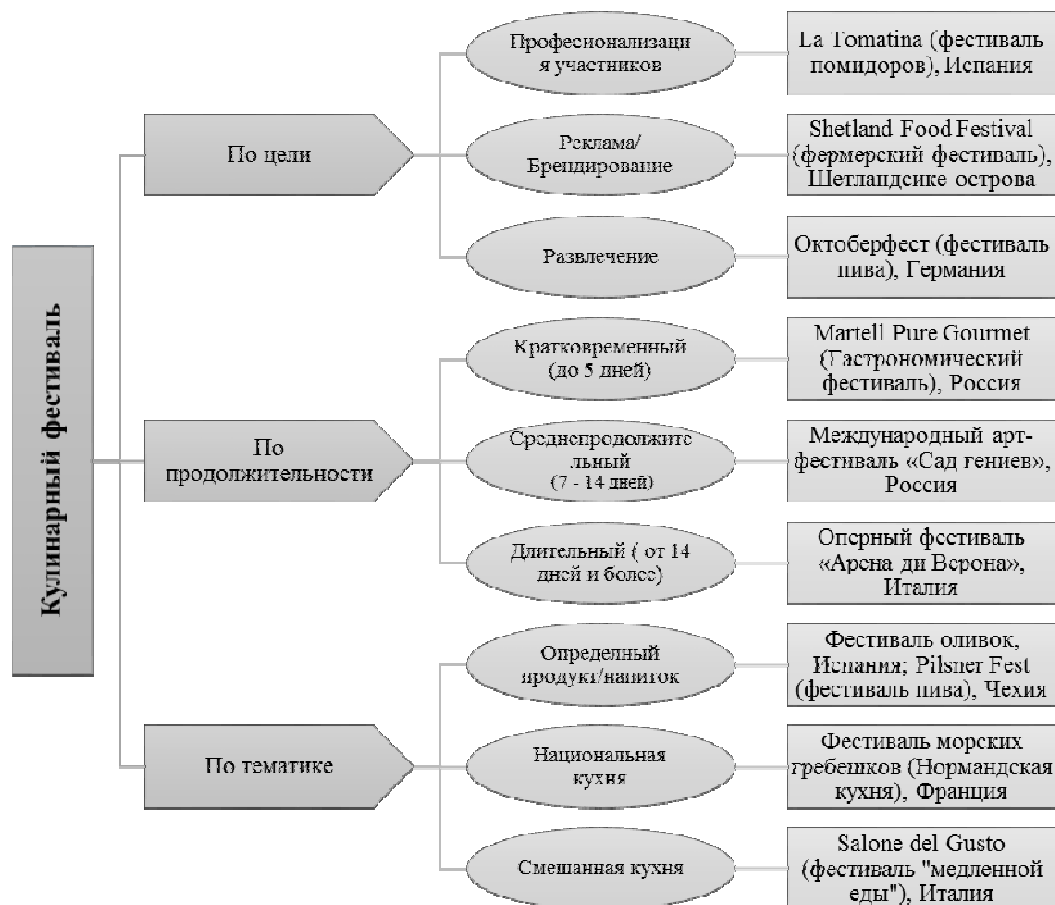 Кулинарный фестиваль
По цели
Професионализаци
я участников
La Tomatina (фестиваль
помидоров), Испания
Реклама/
Брендирование
Shetland Food Festival
(фермерский фестиваль),
Шетландсике острова
Развлечение
Октоберфест (фестиваль
пива), Германия
По
продолжительности
Кратковременный
(до 5 дней)
Martell Pure Gourmet
(Гастрономический
фестиваль), Россия
Среднепродолжите
льный
(7 - 14 дней)
Международный арт-
фестиваль «Сад гениев»,
Россия
Длительный ( от 14
дней и более)
Оперный фестиваль
«Арена ди Верона»,
Италия
По тематике
Определный
продукт/напиток
Фестиваль оливок,
Испания; Pilsner Fest
(фестиваль пива), Чехия
Национальная
кухня
Фестиваль морских
гребешков (Нормандская
кухня), Франция
Смешанная кухня
Salone del Gusto
(фестиваль "медленной
еды"), Италия